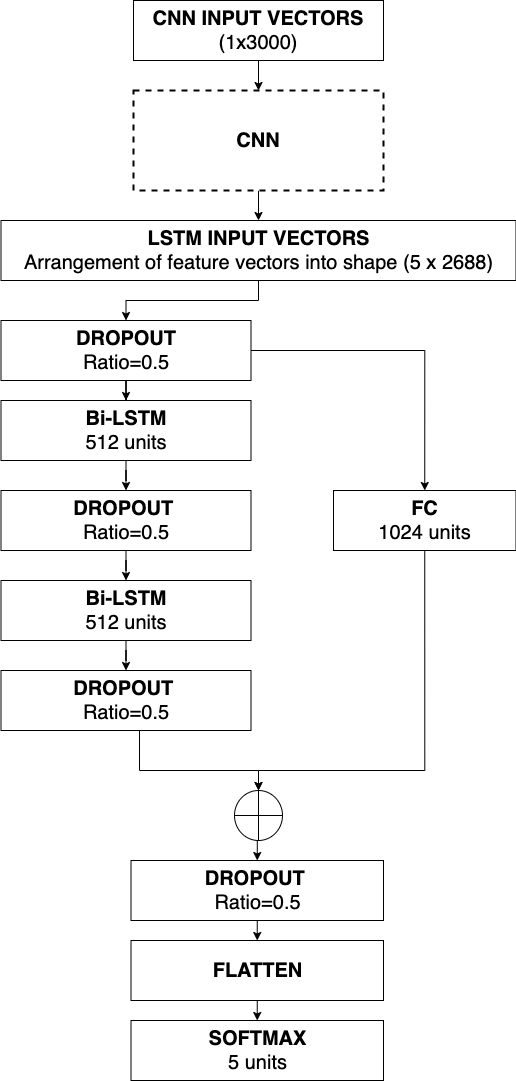 CNN INPUT VECTORS
(1x3000)
CNN
LSTM INPUT VECTORS
Arrangement of feature vectors into shape (5 x 2688)
DROPOUT
Ratio=0.5
Bi-LSTM
512 units
DROPOUT
Ratio=0.5
FC
1024 units
Bi-LSTM
512 units
DROPOUT
Ratio=0.5
DROPOUT
Ratio=0.5
FLATTEN
SOFTMAX
5 units